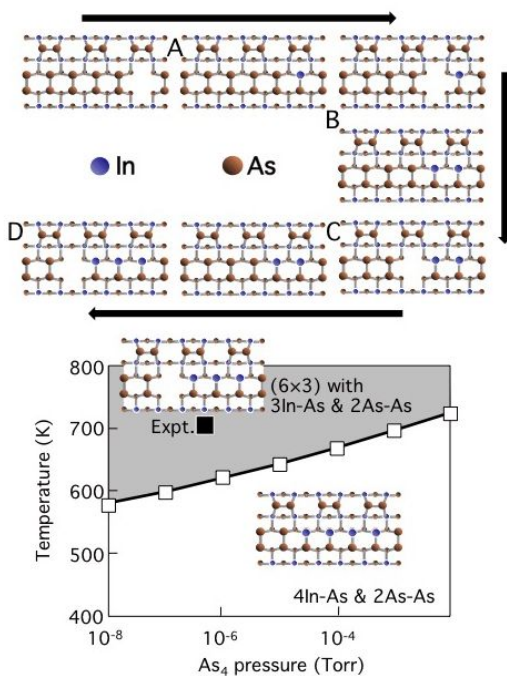 A
B
In
As
D
C
800
(6×3) with
3In-As & 2As-As
Expt.
700
600
500
400
Temperature (K)
4In-As & 2As-As
10-8
10-6
10-4
As4 pressure (Torr)